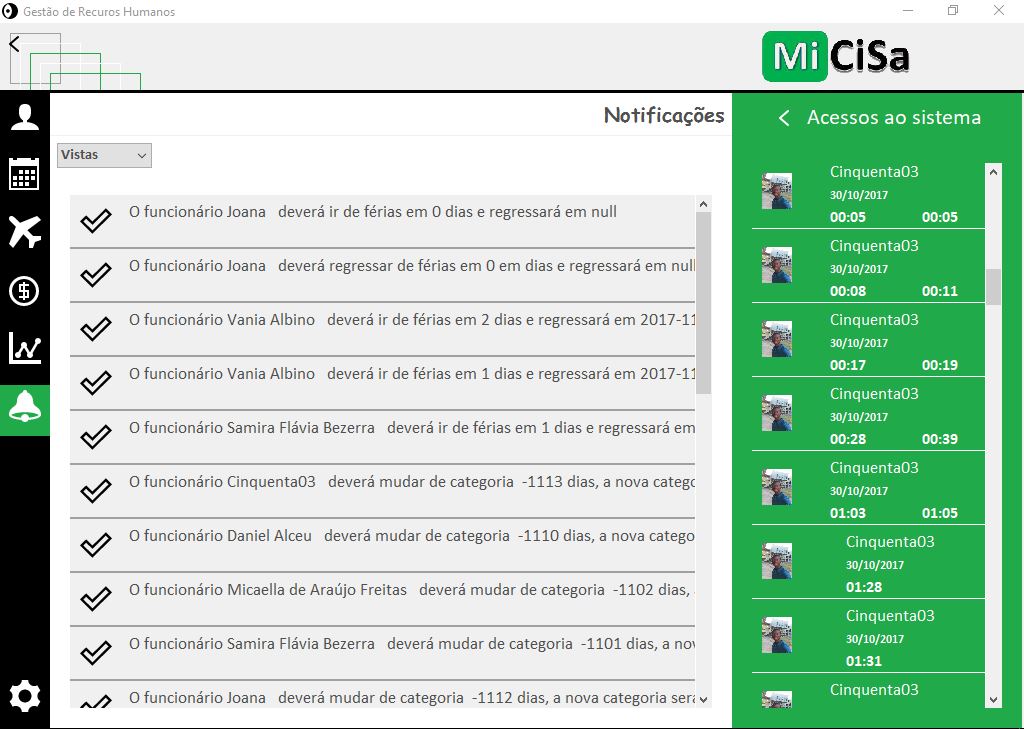 Gestão de Recuros Humanos
MiCiSa
Notificações
Vistas
O funcionário Joana deverá ir de férias em 0 dias e regressará em null
O funcionário Joana deverá regressar de férias em 0 em dias e regressará em null
O funcionário Vania Albino deverá ir de férias em 2 dias e regressará em 2017-11
O funcionário Vania Albino deverá ir de férias em 1 dias e regressará em 2017-11
O funcionário Samira Flávia Bezerra deverá ir de férias em 1 dias e regressará em
O funcionário Cinquenta03 deverá mudar de categoria -1113 dias, a nova catego
O funcionário Daniel Alceu deverá mudar de categoria -1110 dias, a nova catego
O funcionário Micaella de Araújo Freitas deverá mudar de categoria -1102 dias,
O funcionário Samira Flávia Bezerra deverá mudar de categoria -1101 dias, a nov
O funcionário Joana deverá mudar de categoria -1112 dias, a nova categoria será
Acessos ao sistema
Cinquenta03
30/10/2017
00:05 00:05
Cinquenta03
30/10/2017
00:08 00:11
Cinquenta03
30/10/2017
00:17 00:19
Cinquenta03
30/10/2017
00:28 00:39
Cinquenta03
30/10/2017
01:03 01:05
Cinquenta03
30/10/2017
01:28
Cinquenta03
30/10/2017
01:31
Cinquenta03